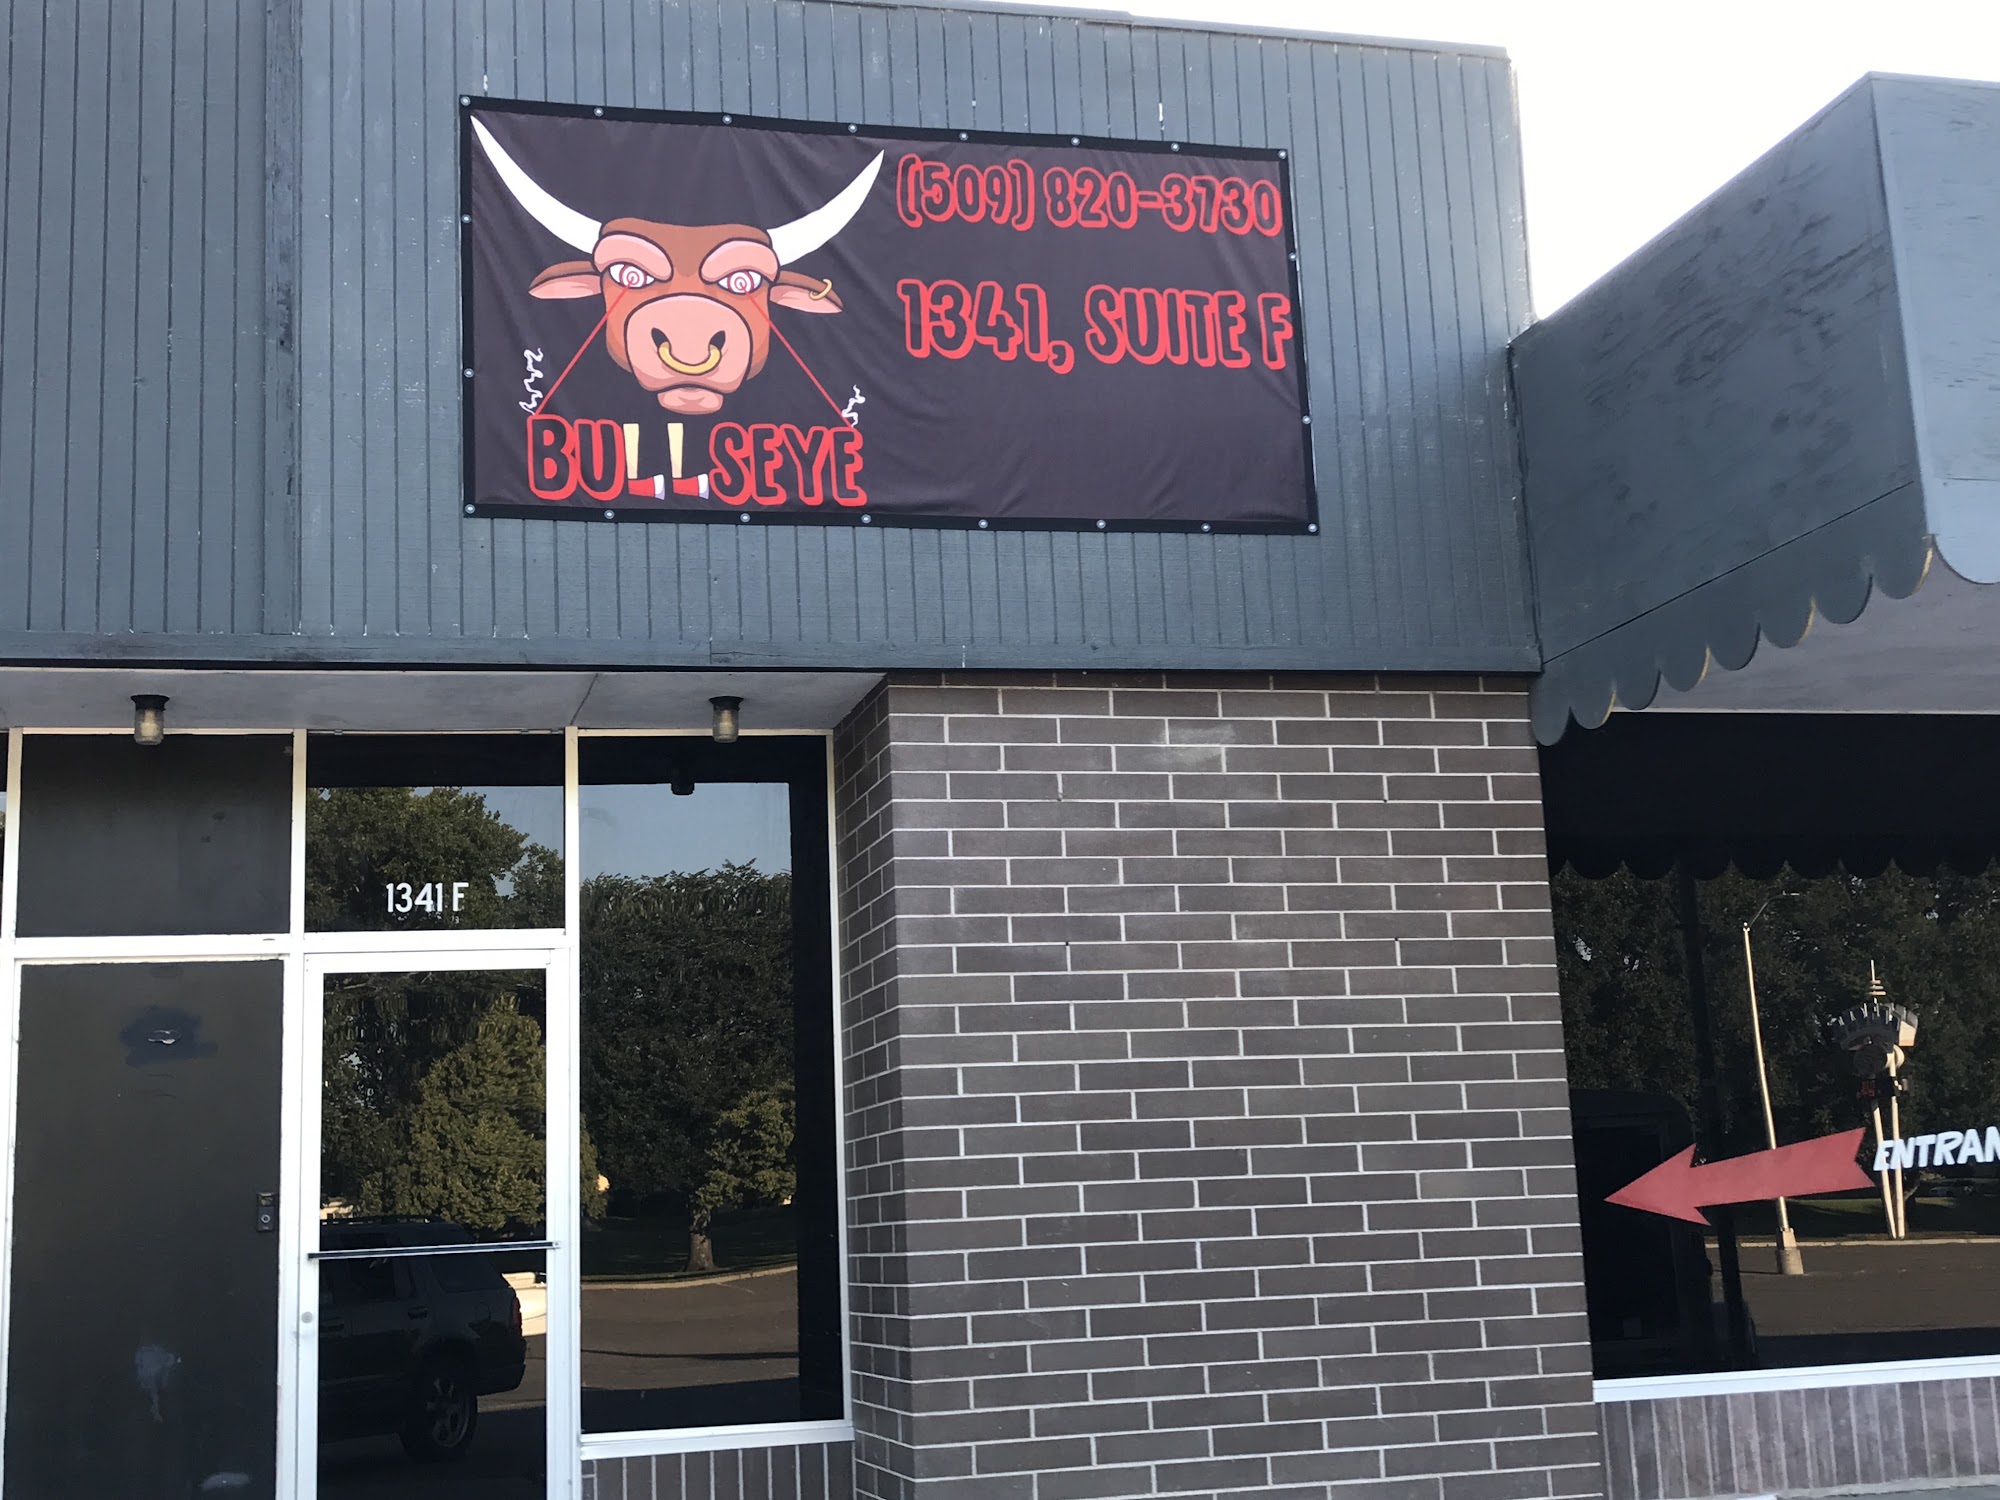 (509) 820-3730
1341, SUITE F
BULLSEYE
1341 F
ENTRAN